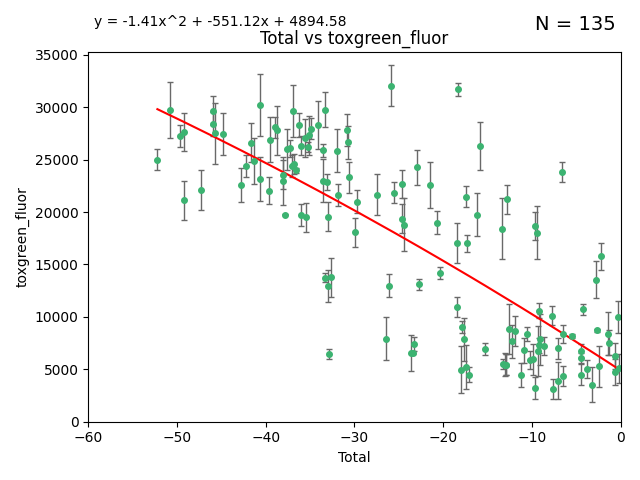 y = -1.41x^2 + -551.12x + 4894.58
N = 135
Total vs toxgreen_fluor
35000
30000
25000
20000
15000
10000
5000
0
toxgreen_fluor
−60 −50 −40 −30 −20 −10 0
Total